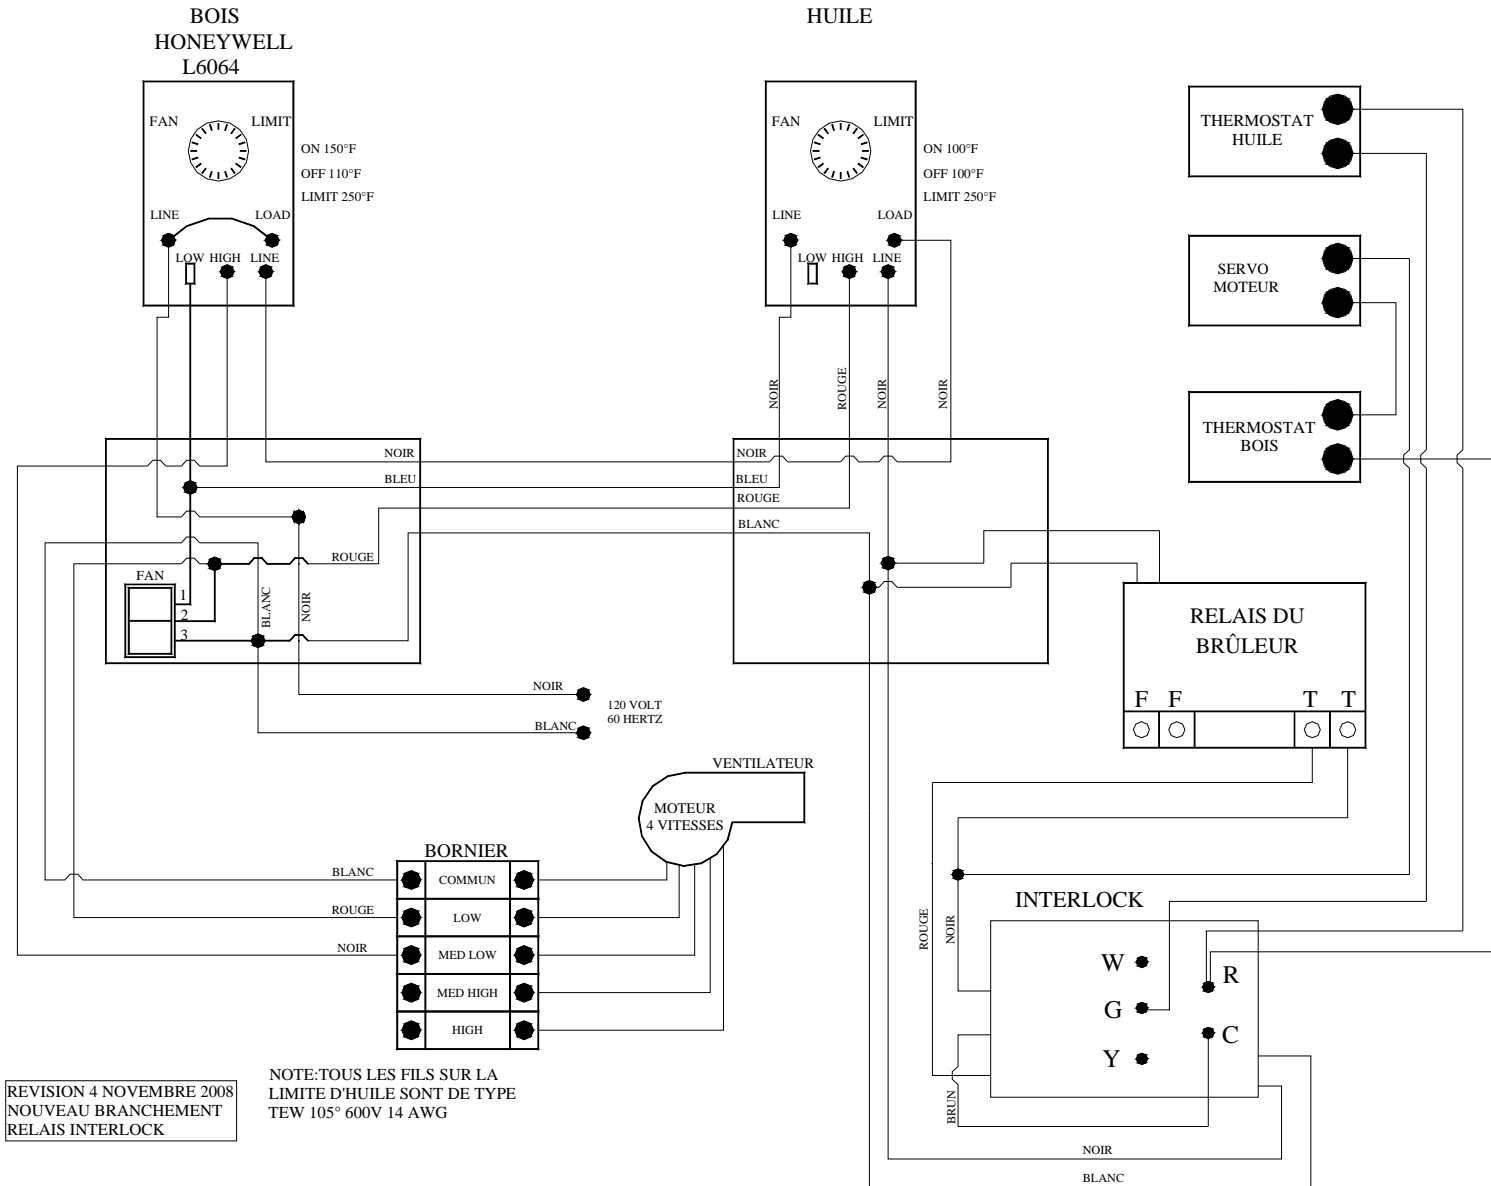 BOIS
HONEYWELL
L6064
FAN
LIMIT
ON 150°F
OFF 110°F
LIMIT 250°F
LINE
LOAD
LOW
HIGH
LINE
HUILE
FAN
LIMIT
ON 100°F
OFF 100°F
LIMIT 250°F
LINE
LOAD
LOW
HIGH
LINE
THERMOSTAT
HUILE
SERVO
MOTEUR
THERMOSTAT
BOIS
NOIR
ROUGE
NOIR
NOIR
NOIR
BLEU
NOIR
BLEU
ROUGE
BLANC
ROUGE
FAN
1
2
3
BLANC
NOIR
RELAIS DU
BRÛLEUR
F
F
T
T
NOIR
BLANC
120 VOLT
60 HERTZ
VENTILATEUR
MOTEUR
4 VITESSES
BORNIER
BLANC
COMMUN
ROUGE
LOW
NOIR
MED LOW
MED HIGH
HIGH
INTERLOCK
ROUGE
NOIR
W
R
G
C
Y
BRUN
NOIR
BLANC
REVISION 4 NOVEMBRE 2008
NOUVEAU BRANCHEMENT
RELAIS INTERLOCK
NOTE:TOUS LES FILS SUR LA
LIMITE D'HUILE SONT DE TYPE
TEW 105° 600V 14 AWG